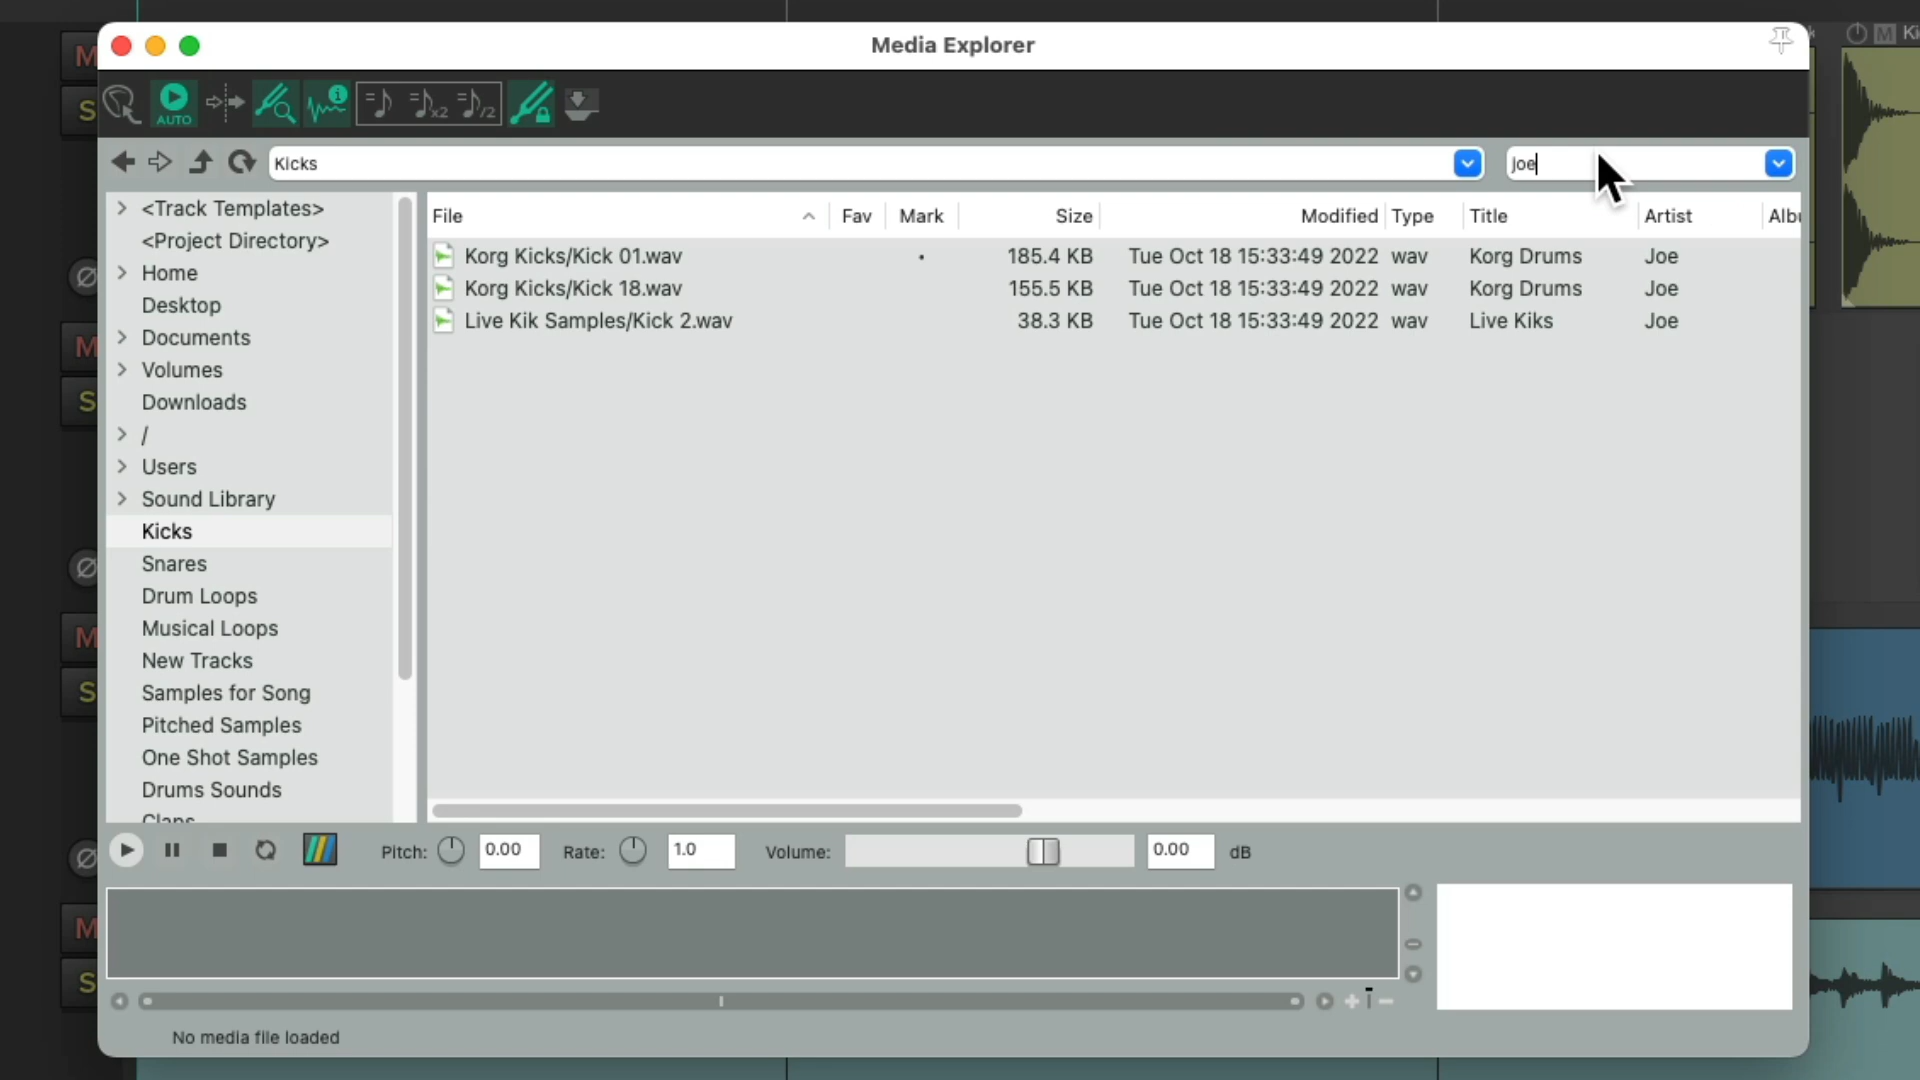 Media Explorer
M
S
AUTO
x2
/2
Kicks
joe
M Ki
File Fav Mark Size Modified Type Title Artist
<Track Templates>
<Project Directory>
Home
Desktop
Documents
Volumes
Downloads
/
Users
Sound Library
Kicks
Snares
Drum Loops
Musical Loops
New Tracks
Samples for Song
Pitched Samples
One Shot Samples
Drums Sounds
Claps
Korg Kicks/Kick 01.wav · 185.4 KB Tue Oct 18 15:33:49 2022 wav Korg Drums Joe
Korg Kicks/Kick 18.wav 155.5 KB Tue Oct 18 15:33:49 2022 wav Korg Drums Joe
Live Kik Samples/Kick 2.wav 38.3 KB Tue Oct 18 15:33:49 2022 wav Live Kiks Joe
M
S
M
S
M
S
Pitch: 0.00 Rate: 1.0 Volume: 0.00 dB
No media file loaded